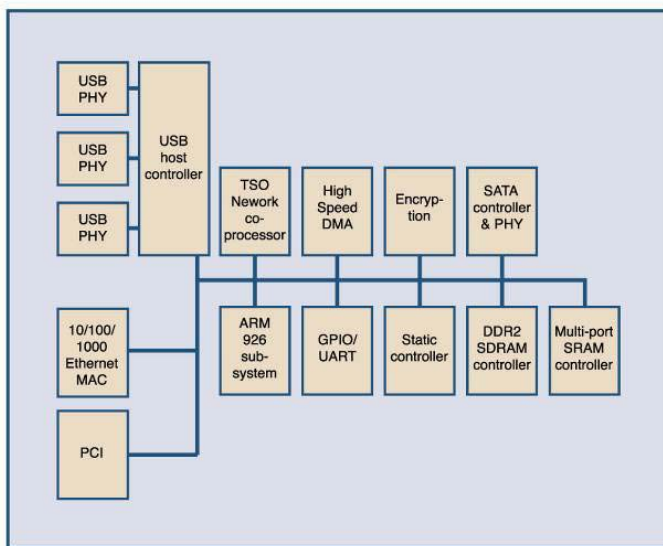 USB
PHY
USB
PHY
USB
PHY
USB
host
controller
TSO
Nework
co-
processor
High
Speed
DMA
Encryp-
tion
SATA
controller
& PHY
10/100/
1000
Ethernet
MAC
ARM
926
sub-
system
GPIO/
UART
Static
controller
DDR2
SDRAM
controller
Multi-port
SRAM
controller
PCI